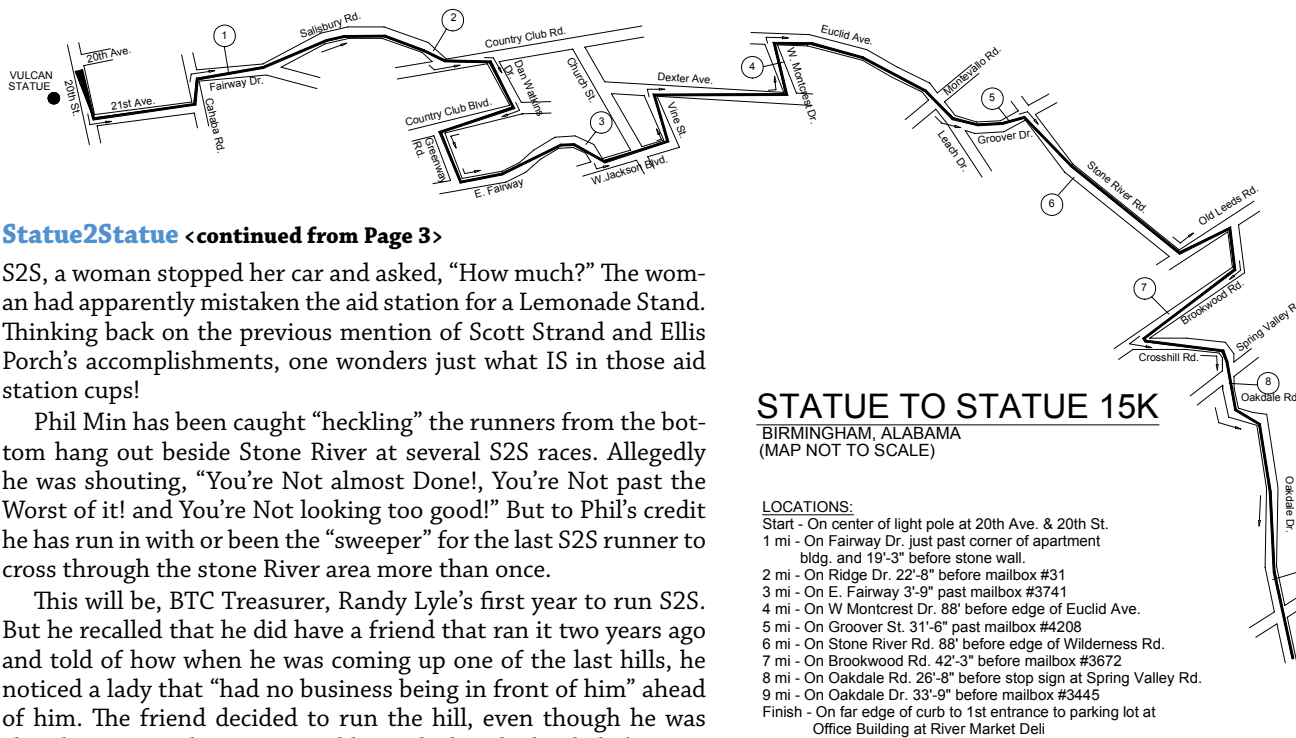 VULCAN
STATUE
20th Ave.
20th St.
21st Ave.
Cahaba Rd.
1
Fairway Dr.
Salisbury Rd.
2
Country Club Rd.
Dan Watkins
Dr.
Country Club Blvd.
Greenway
Rd.
E. Fairway
Church St.
3
W.Jackson Blvd.
Vine St.
Dexter Ave.
4
W. Montcrest Dr.
Euclid Ave.
Montevallo Rd.
Leach Dr.
5
Groover Dr.
Stone River Rd.
6
Old Leeds Rd.
7
Brookwood Rd.
Crosshill Rd.
Spring Valley R
8
Oakdale Rd
Oakdale Dr.
Statue2Statue <continued from Page 3>
S2S, a woman stopped her car and asked, “How much?” The wom-
an had apparently mistaken the aid station for a Lemonade Stand.
Thinking back on the previous mention of Scott Strand and Ellis
Porch’s accomplishments, one wonders just what IS in those aid
station cups!
Phil Min has been caught “heckling” the runners from the bot-
tom hang out beside Stone River at several S2S races. Allegedly
he was shouting, “You’re Not almost Done!, You’re Not past the
Worst of it! and You’re Not looking too good!” But to Phil’s credit
he has run in with or been the “sweeper” for the last S2S runner to
cross through the stone River area more than once.
This will be, BTC Treasurer, Randy Lyle’s first year to run S2S.
But he recalled that he did have a friend that ran it two years ago
and told of how when he was coming up one of the last hills, he
noticed a lady that “had no business being in front of him” ahead
of him. The friend decided to run the hill, even though he was
STATUE TO STATUE 15K
BIRMINGHAM, ALABAMA
(MAP NOT TO SCALE)
LOCATIONS:
Start - On center of light pole at 20th Ave. & 20th St.
1 mi - On Fairway Dr. just past corner of apartment
bldg. and 19'-3" before stone wall.
2 mi - On Ridge Dr. 22'-8" before mailbox #31
3 mi - On E. Fairway 3'-9" past mailbox #3741
4 mi - On W Montcrest Dr. 88' before edge of Euclid Ave.
5 mi - On Groover St. 31'-6" past mailbox #4208
6 mi - On Stone River Rd. 88' before edge of Wilderness Rd.
7 mi - On Brookwood Rd. 42'-3" before mailbox #3672
8 mi - On Oakdale Rd. 26'-8" before stop sign at Spring Valley Rd.
9 mi - On Oakdale Dr. 33'-9" before mailbox #3445
Finish - On far edge of curb to 1st entrance to parking lot at
Office Building at River Market Deli